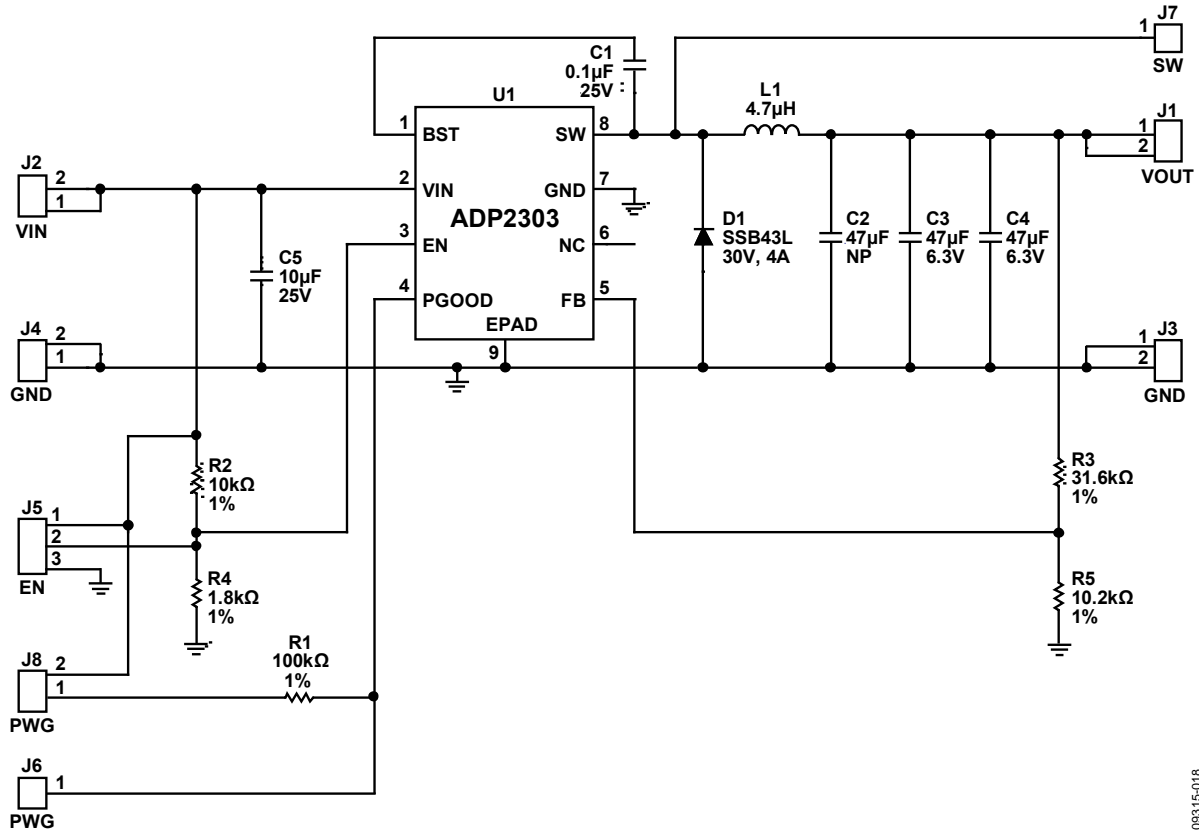 J7
1
SW
C1
0.1µF
25V
L1
4.7µH
U1
1 BST
SW 8
J1
1
2
VOUT
J2
2
1
VIN
2 VIN
GND 7
ADP2303
3 EN
NC 6
4 PGOOD
FB 5
EPAD
9
C5
10µF
25V
D1
SSB43L
30V, 4A
C2
47µF
NP
C3
47µF
6.3V
C4
47µF
6.3V
J4
2
1
GND
J3
1
2
GND
R2
10kΩ
1%
R3
31.6kΩ
1%
J5
1
2
3
EN
R4
1.8kΩ
1%
R5
10.2kΩ
1%
R1
100kΩ
1%
J8
2
1
PWG
J6
1
PWG
09315-018